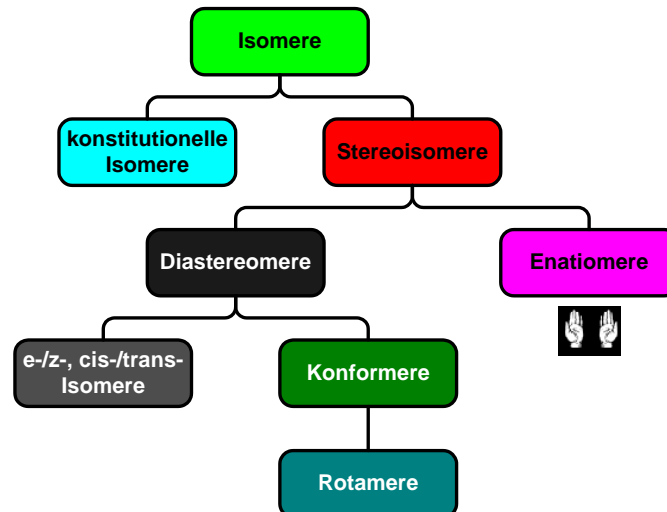 Isomere
konstitutionelle
Isomere
Stereoisomere
Diastereomere
Enatiomere
e-/z-, cis-/trans-
Isomere
Konformere
Rotamere